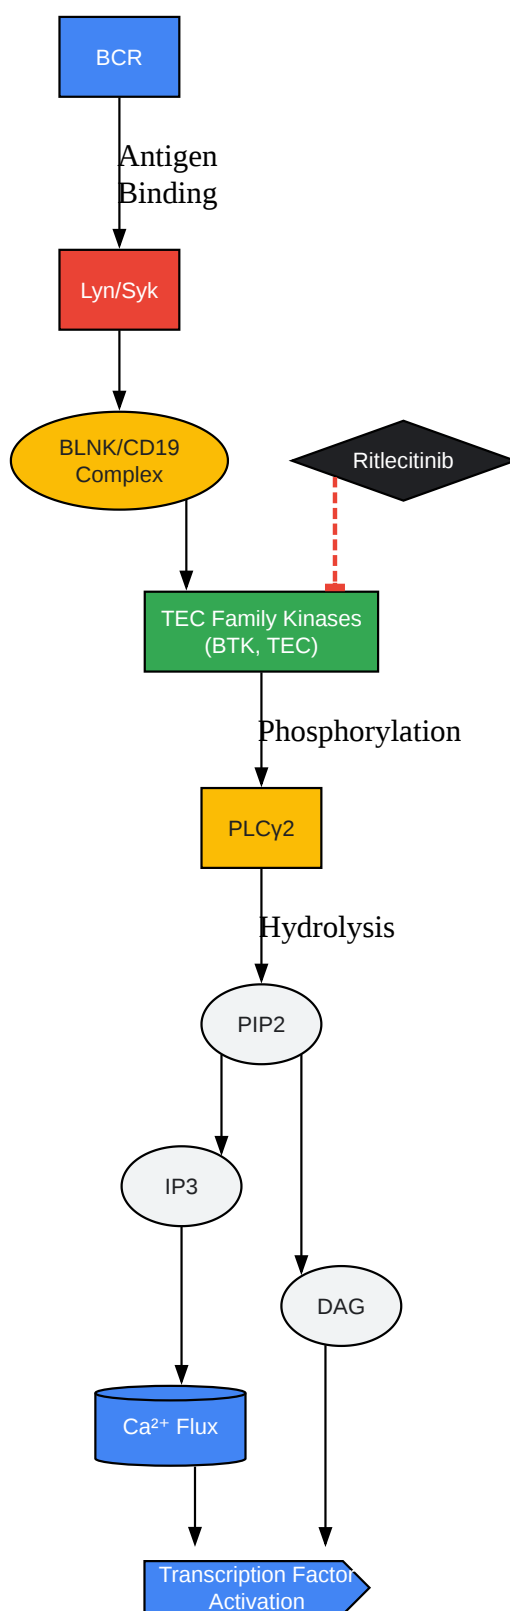 BCR
Antigen
Binding
Lyn/Syk
BLNK/CD19
Complex
Ritlecitinib
TEC Family Kinases
(BTK, TEC)
Phosphorylation
PLCγ2
Hydrolysis
PIP2
IP3
DAG
Ca²⁺ Flux
Transcription Factor
Activation